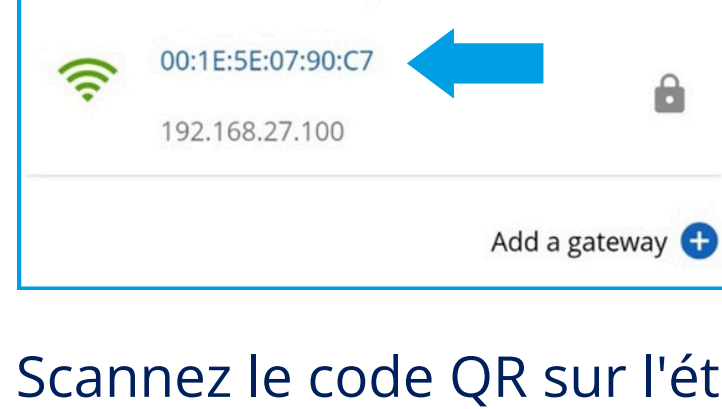 00:1E:5E:07:90:C7
192.168.27.100
Add a gateway
Scannez le code QR sur l'ét